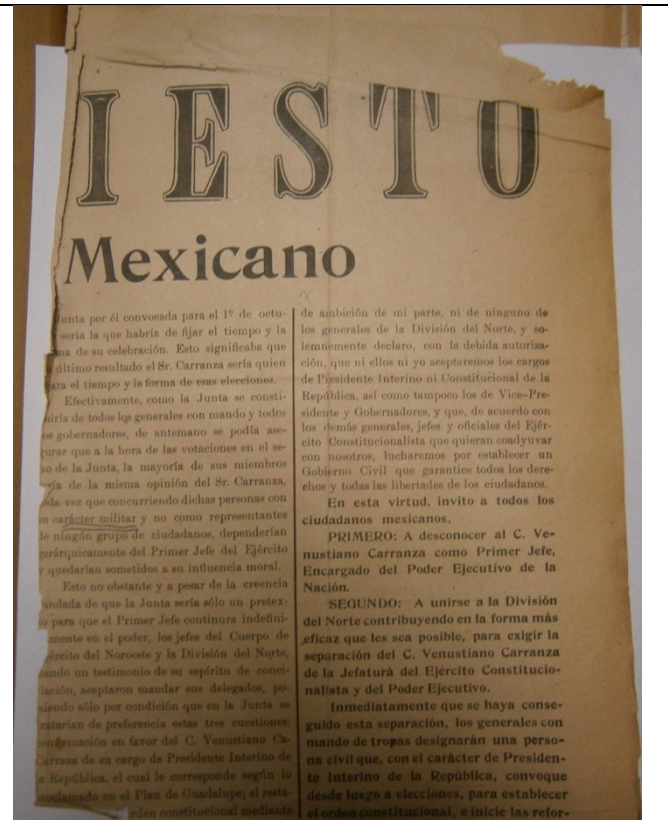 IESTO
Mexicano
Junta por él convocada para el 1º de octu-
sería la que habría de fijar el tiempo y la
ma de su celebración. Esto significaba que
último resultado el Sr. Carranza sería quien
ara el tiempo y la forma de esas elecciones.
Efectivamente, como la Junta se consti-
niría de todos los generales con mando y todos
os gobernadores, de antemano se podía ase-
gurar que a la hora de las votaciones en el se-
no de la Junta, la mayoría de sus miembros
ía de la misma opinión del Sr. Carranza,
oda vez que concurriendo dichas personas con
su carácter militar y no como representantes
de ningún grupo de ciudadanos, dependerían
gerárquicamente del Primer Jefe del Ejército
y quedarían sometidos a su influencia moral.
Esto no obstante y a pesar de la creencia
undada de que la Junta sería sólo un pretex-
to para que el Primer Jefe continura indefini-
mente en el poder, los jefes del Cuerpo de
ejército del Noroeste y la División del Norte,
ando un testimonio de su espíritu de conci-
iación, aceptaron mandar sus delegados, po-
niendo sólo por condición que en la Junta se
tratarían de preferencia estas tres cuestiones:
confirmación en favor del C. Venustiano Ca-
Carraza de su cargo de Presidente Interino de
la República, el cual le corresponde según lo
proclamado en el Plan de Guadalupe; el resta-
rden constitucional mediante
de ambición de mi parte, ni de ninguno de
los generales de la División del Norte, y so-
lemnemente declaro, con la debida autoriza-
ción, que ni ellos ni yo aceptaremos los cargos
de Presidente Interino ni Constitucional de la
República, así como tampoco los de Vice-Pre-
sidente y Gobernadores, y que, de acuerdo con
los demás generales, jefes y oficiales del Ejér-
cito Constitucionalista que quieran coadyuvar
con nosotros, lucharemos por establecer un
Gobierno Civil que garantice todos los dere-
chos y todas las libertades de los ciudadanos.
En esta virtud, invito a todos los
ciudadanos mexicanos.
PRIMERO: A desconocer al C. Ve-
nustiano Carranza como Primer Jefe,
Encargado del Poder Ejecutivo de la
Nación.
SEGUNDO: A unirse a la División
del Norte contribuyendo en la forma más
eficaz que les sea posible, para exigir la
separación del C. Venustiano Carranza
de la Jefatura del Ejército Constitucio-
nalista y del Poder Ejecutivo.
Inmediatamente que se haya conse-
guido esta separación, los generales con
mando de tropas designarán una perso-
na civil que, con el carácter de Presiden-
te Interino de la República, convoque
desde luego a elecciones, para establecer
el orden constitucional, e inicie las refor-